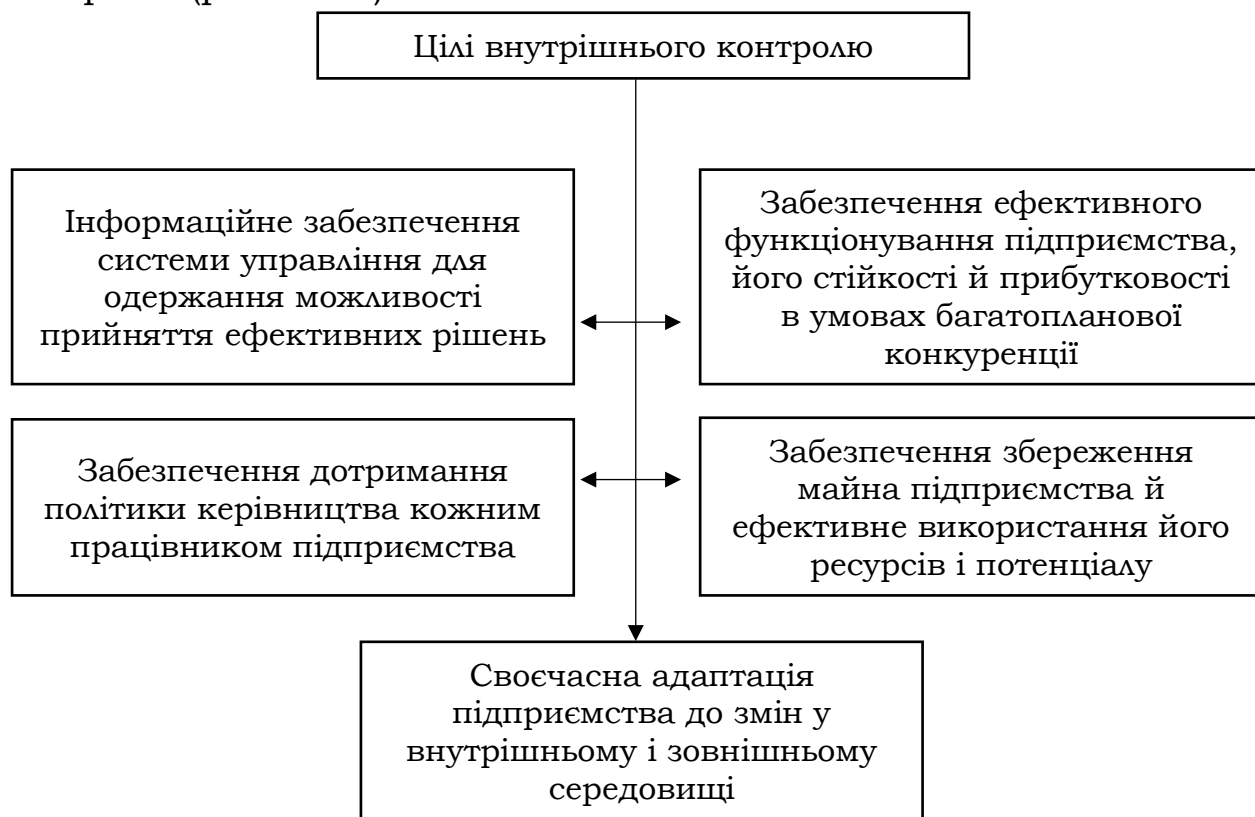 Цілі внутрішнього контролю
Інформаційне забезпечення
системи управління для
одержання можливості
прийняття ефективних рішень
Забезпечення ефективного
функціонування підприємства,
його стійкості й прибутковості
в умовах багатопланової
конкуренції
Забезпечення дотримання
політики керівництва кожним
працівником підприємства
Забезпечення збереження
майна підприємства й
ефективне використання його
ресурсів і потенціалу
Своєчасна адаптація
підприємства до змін у
внутрішньому і зовнішньому
середовищі